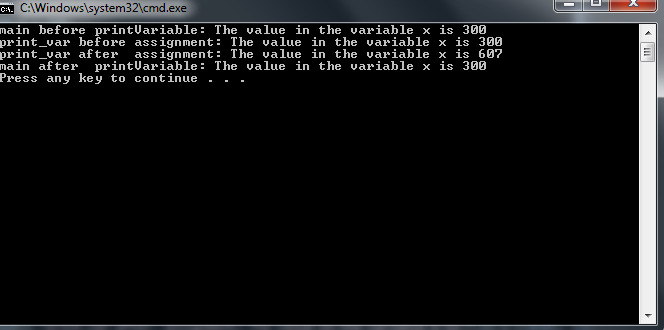 C:\Windows\system32\cmd.exe
main before printVariable: The value in the variable x is 300
print_var before assignment: The value in the variable x is 300
print_var after  assignment: The value in the variable x is 607
main after  printVariable: The value in the variable x is 300
Press any key to continue . . .